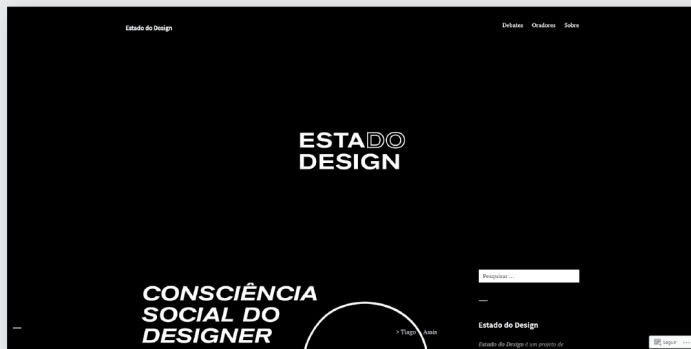 Estado do Design
Debates Oradores Sobre
ESTADO
DESIGN
Pesquisar …
CONSCIÊNCIA
SOCIAL DO
DESIGNER
> Tiago Assis
Estado do Design
Estado do Design é um projeto de
Seguir ...